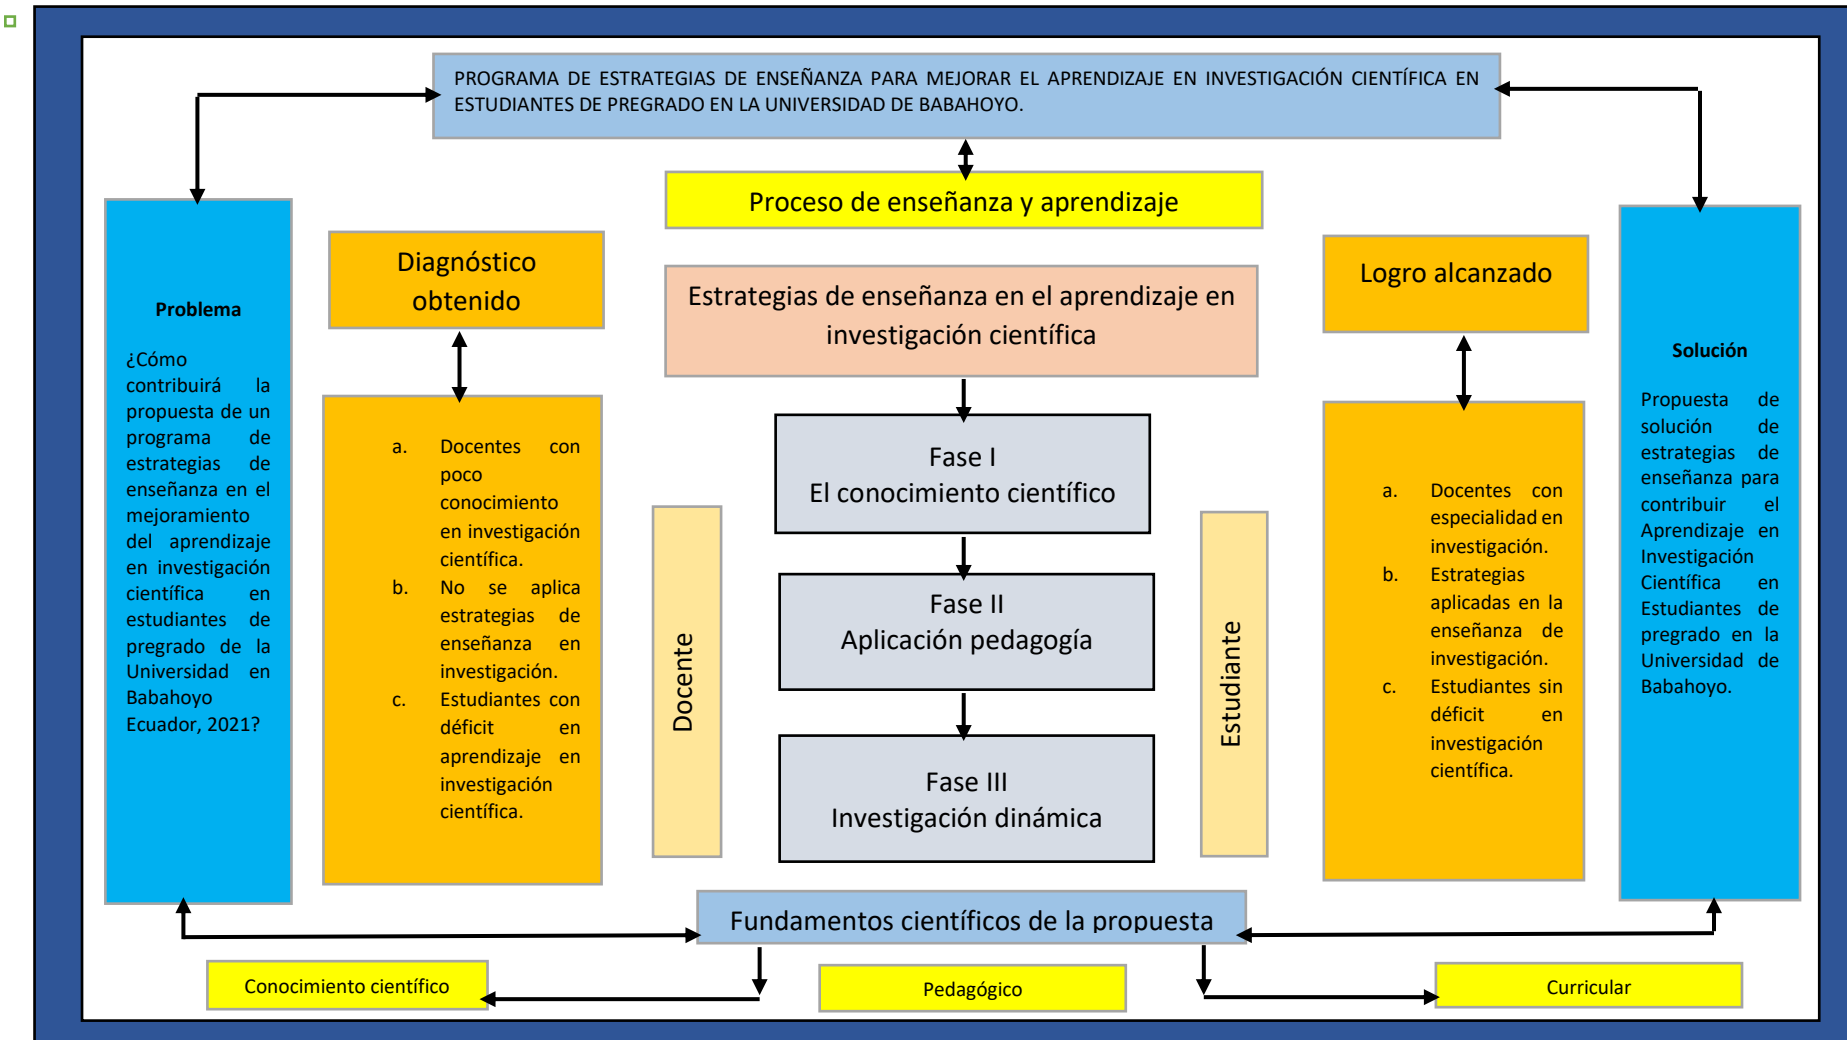 PROGRAMA DE ESTRATEGIAS DE ENSEÑANZA PARA MEJORAR EL APRENDIZAJE EN INVESTIGACIÓN CIENTÍFICA EN
ESTUDIANTES DE PREGRADO EN LA UNIVERSIDAD DE BABAHOYO.
Proceso de enseñanza y aprendizaje
Problema
¿Cómo
contribuirá la
propuesta de un
programa de
estrategias de
enseñanza en el
mejoramiento
del aprendizaje
en investigación
científica en
estudiantes de
pregrado de la
Universidad en
Babahoyo
Ecuador, 2021?
Diagnóstico
obtenido
a. Docentes con
poco
conocimiento
en investigación
científica.
b. No se aplica
estrategias de
enseñanza en
investigación.
c. Estudiantes con
déficit en
aprendizaje en
investigación
científica.
Estrategias de enseñanza en el aprendizaje en
investigación científica
Docente
Fase I
El conocimiento científico
Fase II
Aplicación pedagogía
Fase III
Investigación dinámica
Estudiante
Logro alcanzado
a. Docentes con
especialidad en
investigación.
b. Estrategias
aplicadas en la
enseñanza de
investigación.
c. Estudiantes sin
déficit en
investigación
científica.
Solución
Propuesta de
solución de
estrategias de
enseñanza para
contribuir el
Aprendizaje en
Investigación
Científica en
Estudiantes de
pregrado en la
Universidad de
Babahoyo.
Fundamentos científicos de la propuesta
Conocimiento científico
Pedagógico
Curricular